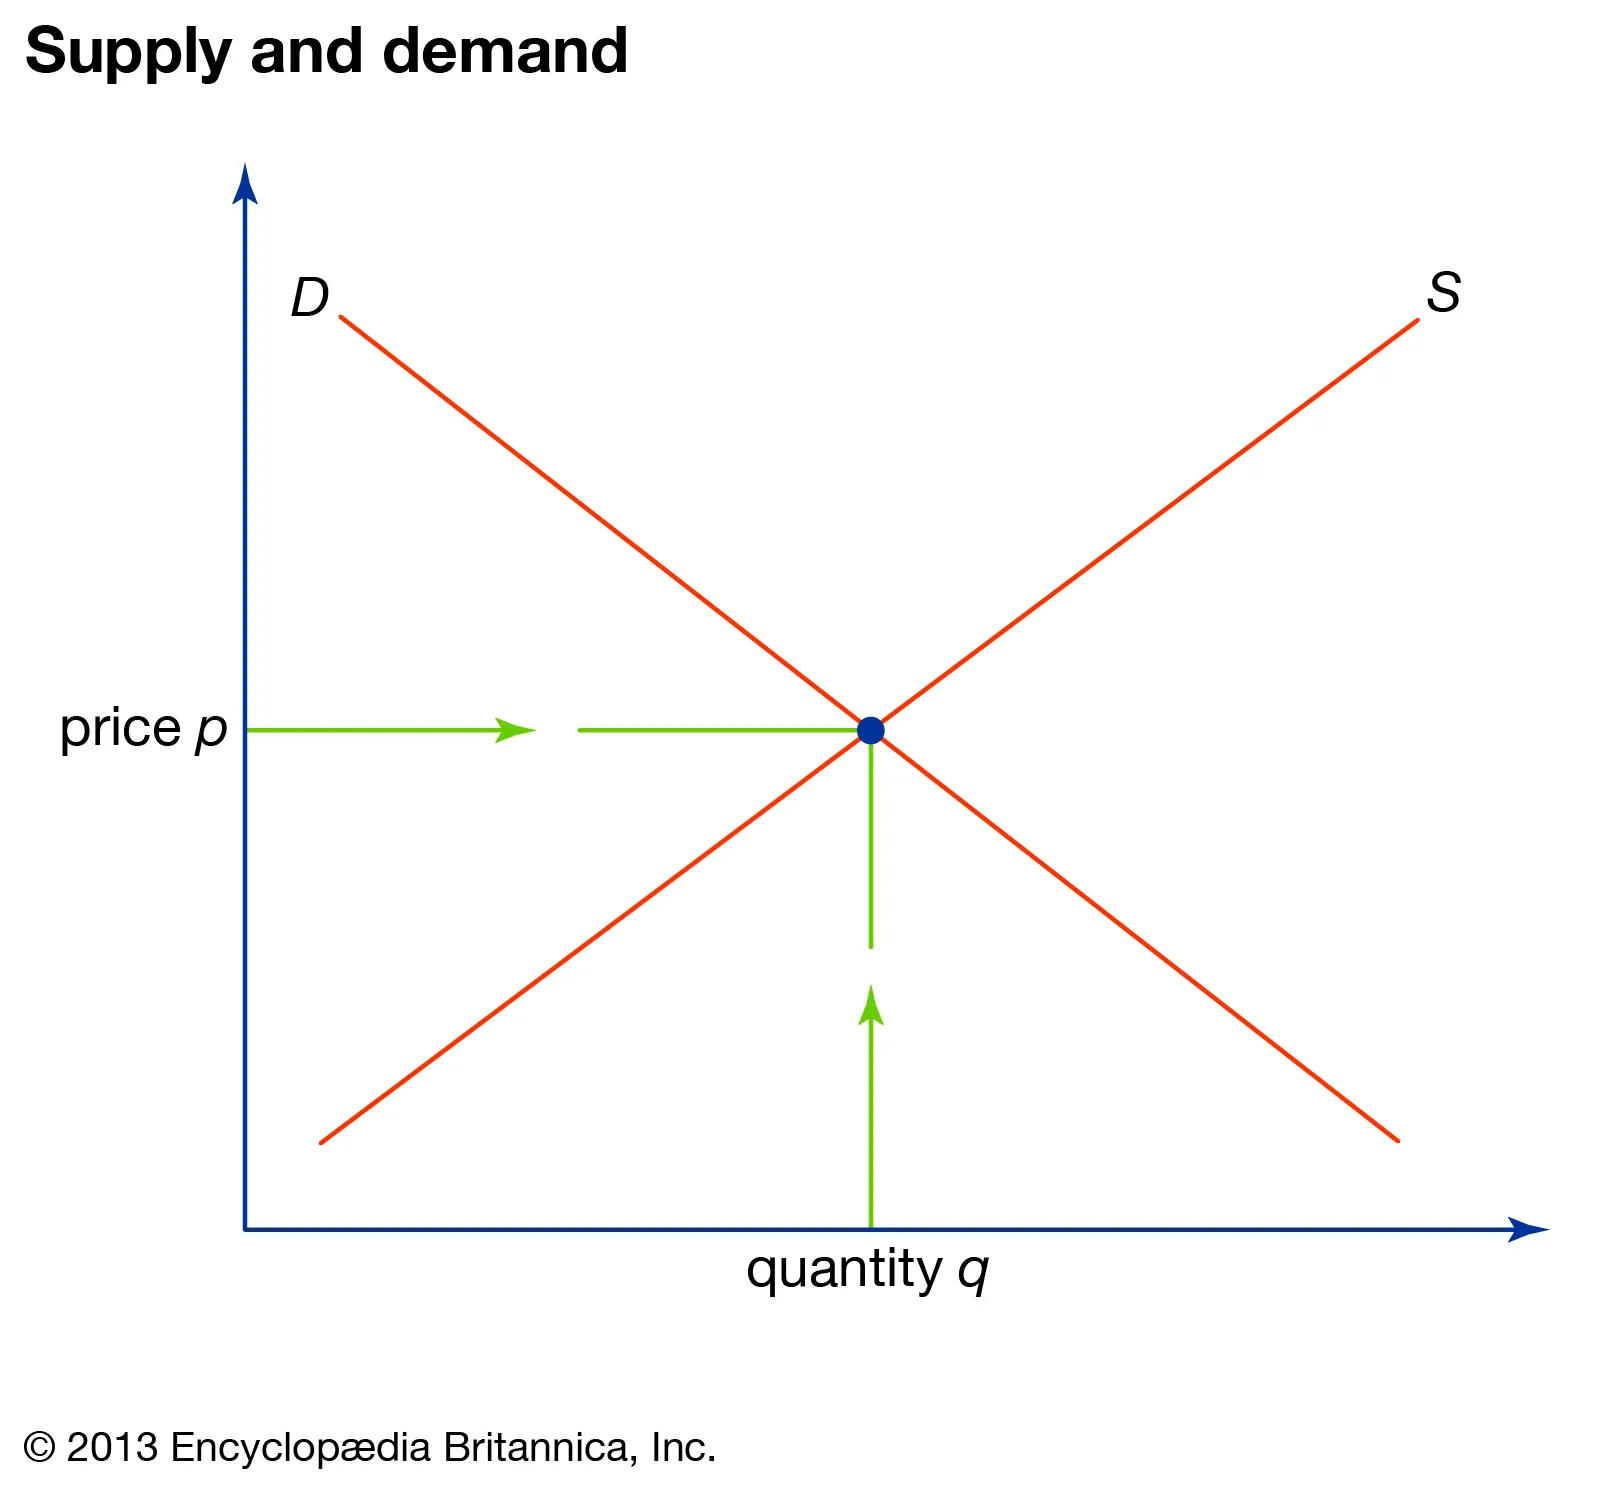 Supply and demand
D
S
price p
quantity q
© 2013 Encyclopædia Britannica, Inc.